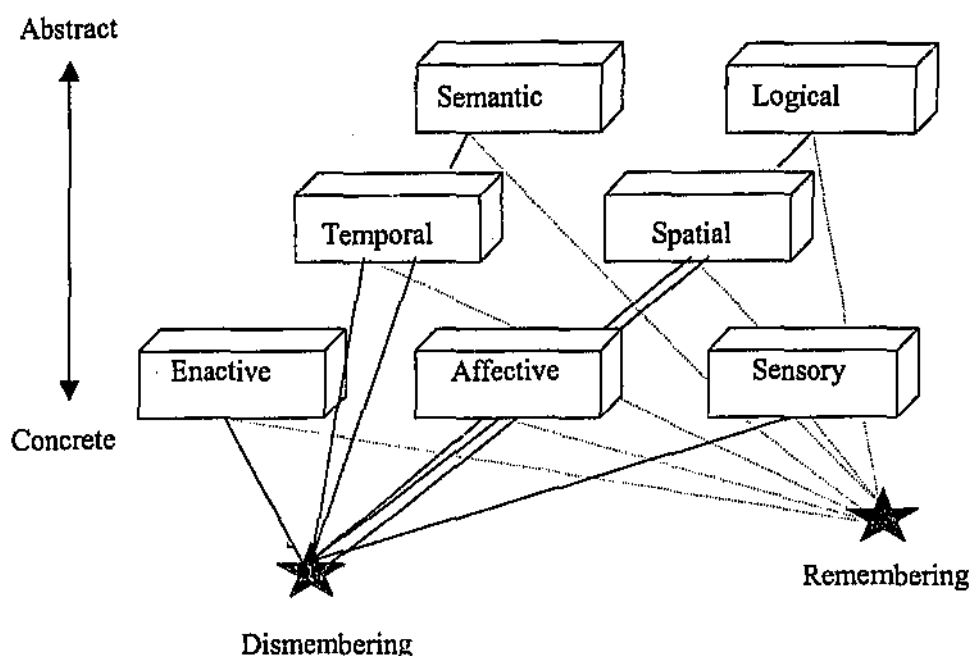 Abstract
Semantic Logical
Temporal Spatial
Enactive Affective Sensory
Concrete
Remembering
Dismembering